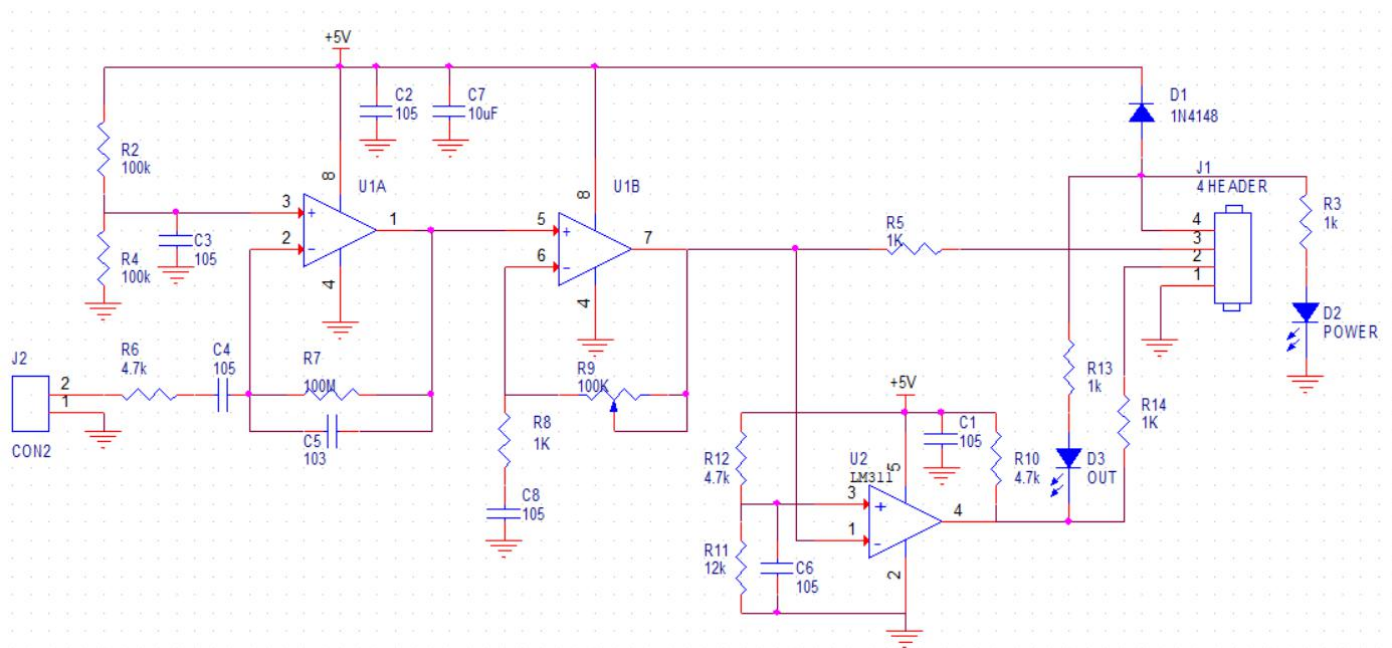 +5V
C2
105
C7
10uF
D1
1N4148
R2
100k
8
U1A
8
U1B
J1
4 HEADER
3
+
1
2
-
C3
105
R4
100k
4
5
+
7
6
-
4
R5
1K
4
3
2
1
R3
1k
D2
POWER
J2
2
1
CON2
R6
4.7k
C4
105
R7
100M
C5
103
R9
100K
R8
1K
C8
105
+5V
R13
1k
R14
1K
R12
4.7k
U2
LM311
5
C1
105
R10
4.7k
D3
OUT
3
+
1
-
4
2
R11
12k
C6
105